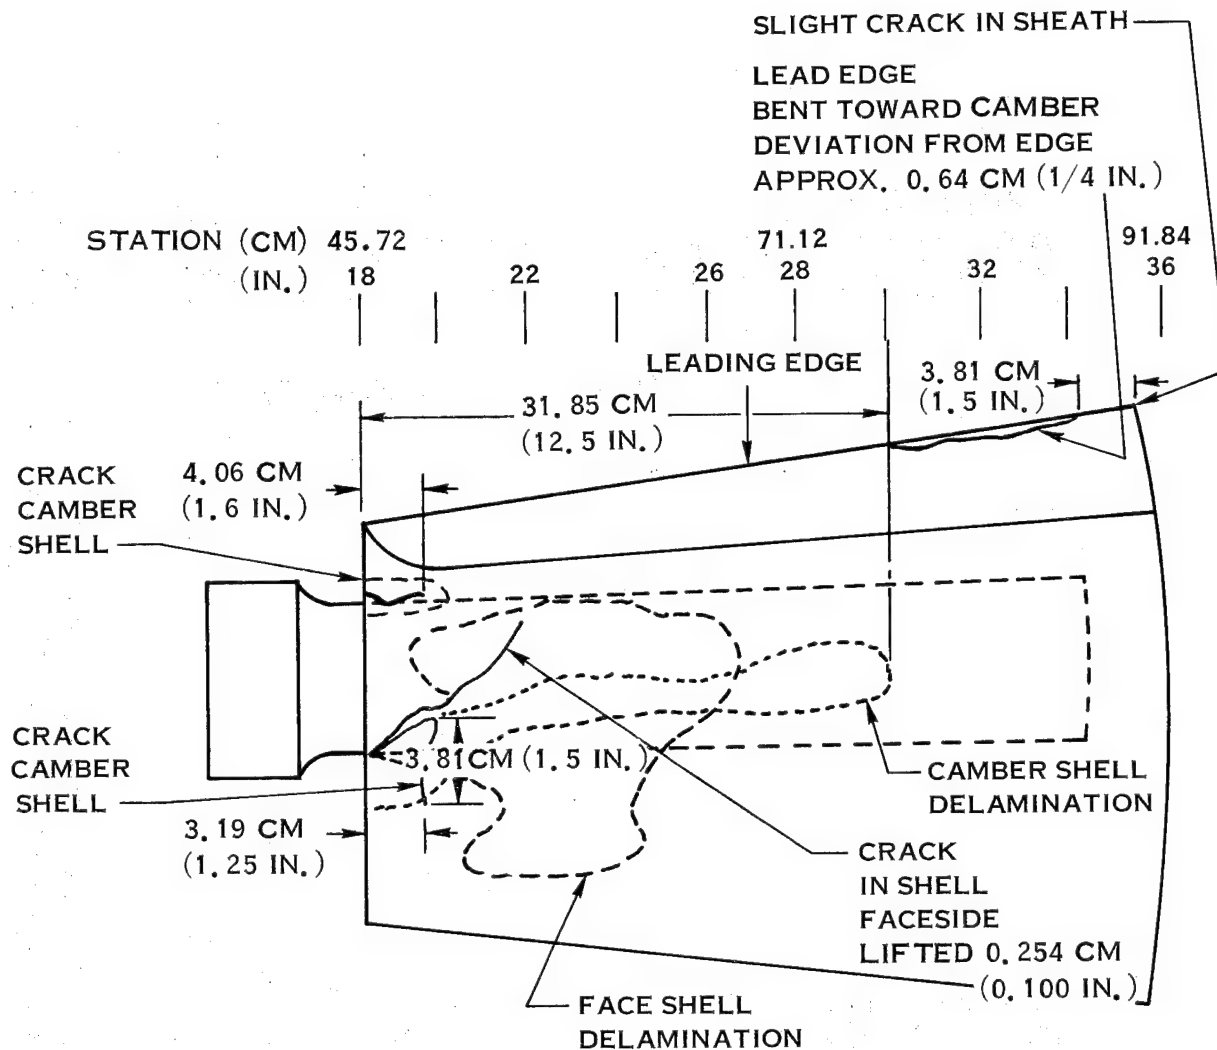 SLIGHT CRACK IN SHEATH
LEAD EDGE
BENT TOWARD CAMBER
DEVIATION FROM EDGE
APPROX. 0.64 CM (1/4 IN.)
STATION (CM) 45.72 71.12 91.84
(IN.) 18 22 26 28 32 36
LEADING EDGE
3.81 CM
(1.5 IN.)
31.85 CM
(12.5 IN.)
CRACK
CAMBER
SHELL
4.06 CM
(1.6 IN.)
CRACK
CAMBER
SHELL
3.81 CM (1.5 IN.)
3.19 CM
(1.25 IN.)
CAMBER SHELL
DELAMINATION
CRACK
IN SHELL
FACESIDE
LIFTED 0.254 CM
(0.100 IN.)
FACE SHELL
DELAMINATION